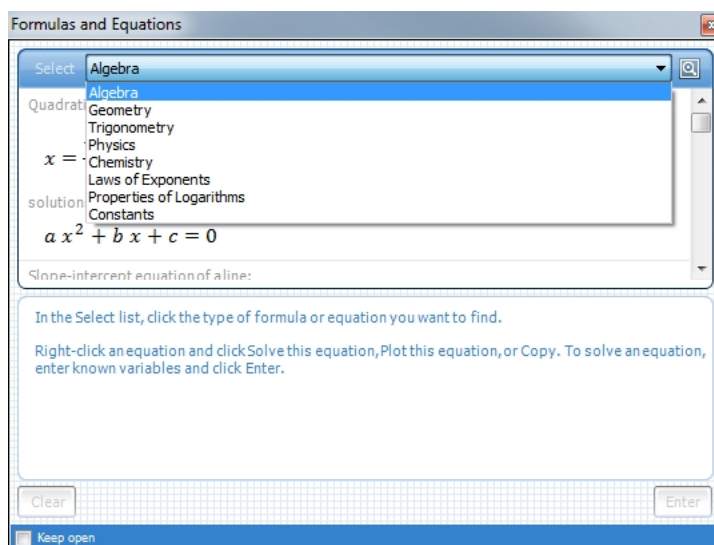 Formulas and Equations
Select Algebra
Algebra
Geometry
Trigonometry
Physics
Chemistry
Laws of Exponents
Properties of Logarithms
Constants
x =
solution
a x² + b x + c = 0
Slope-intercept equation of a line:
In the Select list, click the type of formula or equation you want to find.
Right-click an equation and click Solve this equation, Plot this equation, or Copy. To solve an equation,
enter known variables and click Enter.
Clear Enter
Keep open